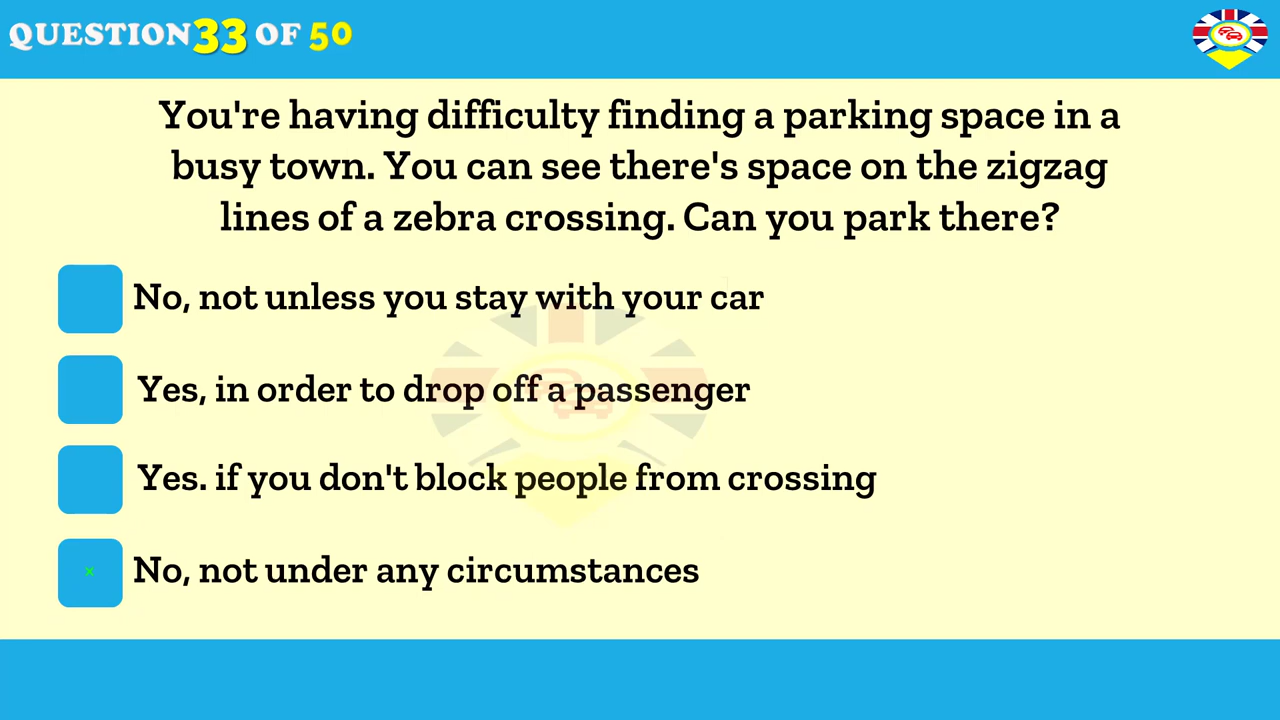 QUESTION 33 OF 50
You're having difficulty finding a parking space in a
busy town. You can see there's space on the zigzag
lines of a zebra crossing. Can you park there?
No, not unless you stay with your car
Yes, in order to drop off a passenger
Yes. if you don't block people from crossing
No, not under any circumstances